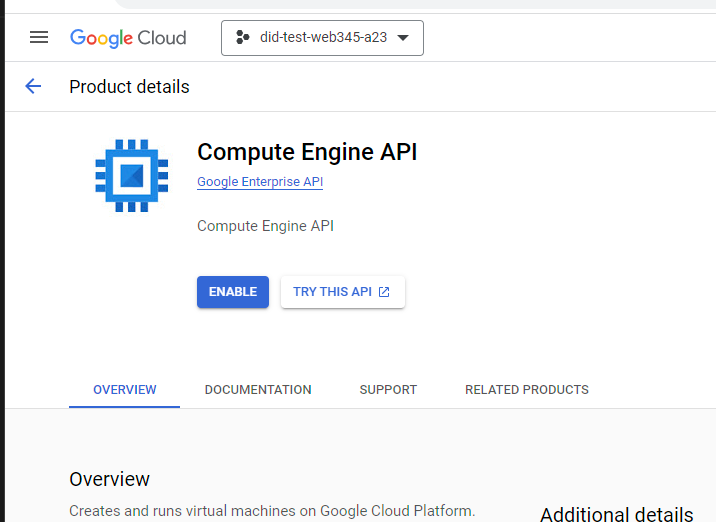 Google Cloud
did-test-web345-a23
Product details
Compute Engine API
Google Enterprise API
Compute Engine API
ENABLE
TRY THIS API
OVERVIEW
DOCUMENTATION
SUPPORT
RELATED PRODUCTS
Overview
Creates and runs virtual machines on Google Cloud Platform.
Additional details